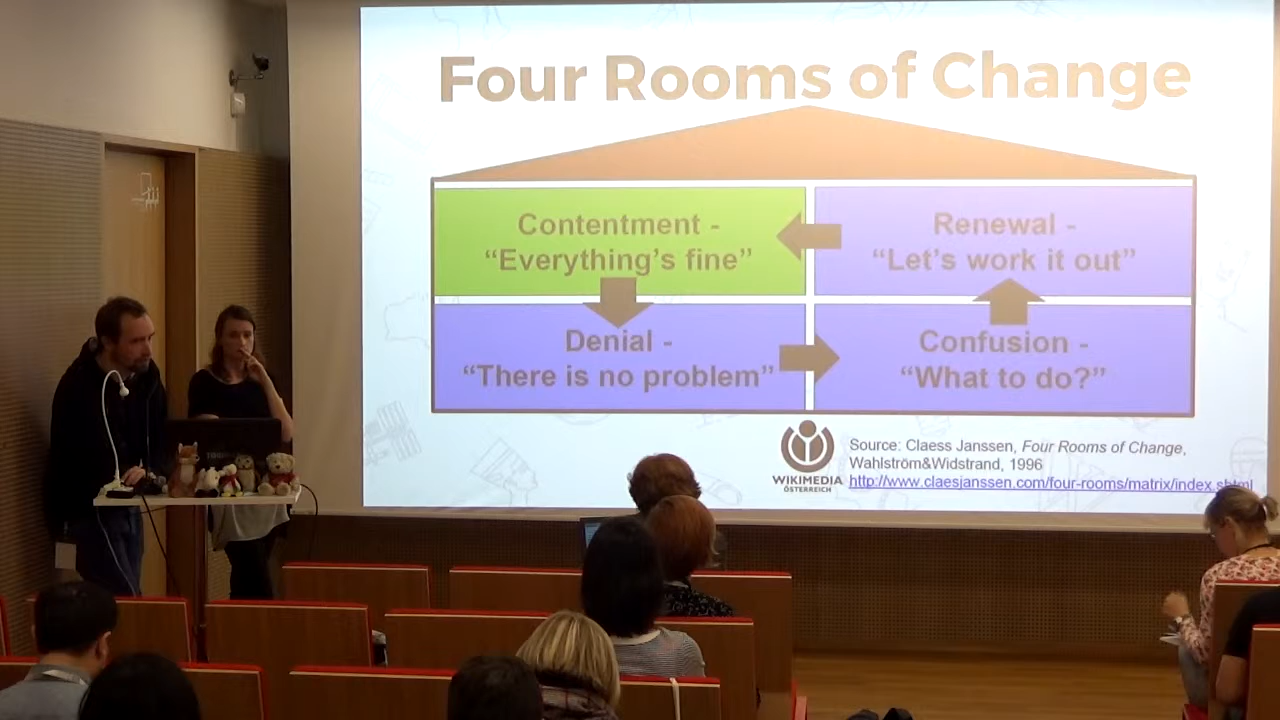 Four Rooms of Change
Contentment -
“Everything’s fine”
Renewal -
“Let’s work it out”
Denial -
“There is no problem”
Confusion -
“What to do?”
WIKIMEDIA
ÖSTERREICH
Source: Claess Janssen, Four Rooms of Change,
Wahlström&Widstrand, 1996
http://www.claesjanssen.com/four-rooms/matrix/index.shtml